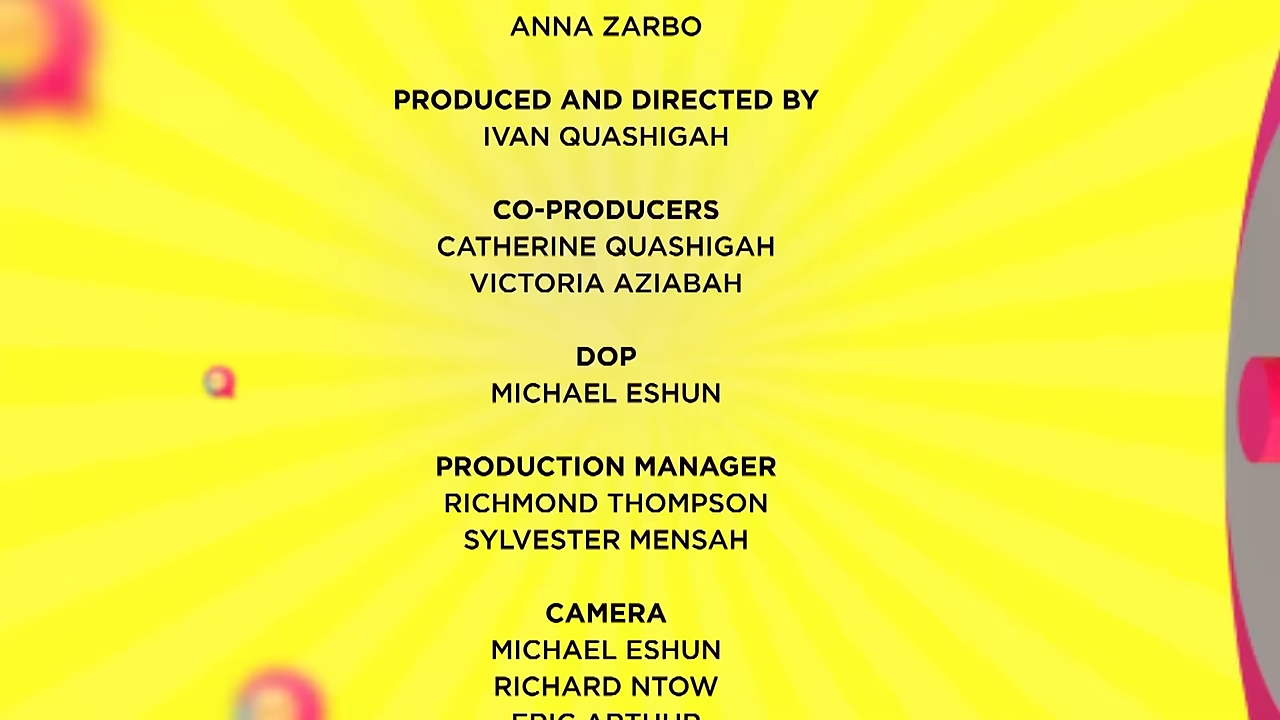 ANNA ZARBO
PRODUCED AND DIRECTED BY
IVAN QUASHIGAH
CO-PRODUCERS
CATHERINE QUASHIGAH
VICTORIA AZIABAH
DOP
MICHAEL ESHUN
PRODUCTION MANAGER
RICHMOND THOMPSON
SYLVESTER MENSAH
CAMERA
MICHAEL ESHUN
RICHARD NTOW